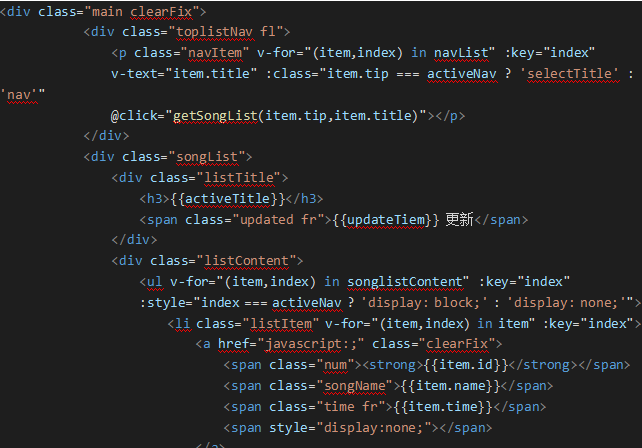 <div class="main clearFix">
<div class="toplistNav fl">
<p class="navItem" v-for="(item,index) in navList" :key="index"
v-text="item.title" :class="item.tip === activeNav ? 'selectTitle' :
'nav'"
@click="getSongList(item.tip,item.title)"></p>
</div>
<div class="songList">
<div class="listTitle">
<h3>{{activeTitle}}</h3>
<span class="updated fr">{{updateTiem}} 更新</span>
</div>
<div class="listContent">
<ul v-for="(item,index) in songlistContent" :key="index"
:style="index === activeNav ? 'display: block;' : 'display: none;'">
<li class="listItem" v-for="(item,index) in item" :key="index">
<a href="javascript:;" class="clearFix">
<span class="num"><strong>{{item.id}}</strong></span>
<span class="songName">{{item.name}}</span>
<span class="time fr">{{item.time}}</span>
<span style="display:none;"></span>
</a>